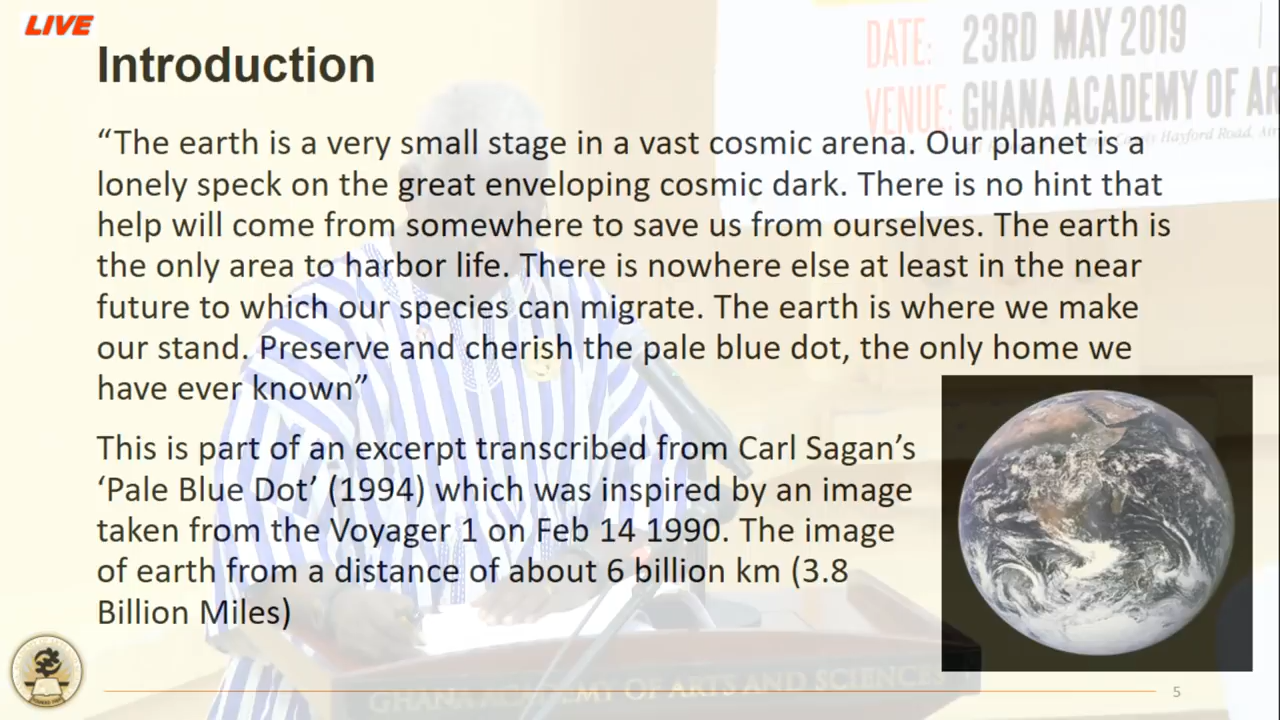 LIVE
DATE: 23RD MAY 2019
VENUE: GHANA ACADEMY OF AR
Hayford Road,
Introduction
“The earth is a very small stage in a vast cosmic arena. Our planet is a
lonely speck on the great enveloping cosmic dark. There is no hint that
help will come from somewhere to save us from ourselves. The earth is
the only area to harbor life. There is nowhere else at least in the near
future to which our species can migrate. The earth is where we make
our stand. Preserve and cherish the pale blue dot, the only home we
have ever known”
This is part of an excerpt transcribed from Carl Sagan’s
‘Pale Blue Dot’ (1994) which was inspired by an image
taken from the Voyager 1 on Feb 14 1990. The image
of earth from a distance of about 6 billion km (3.8
Billion Miles)
GHANA ACADEMY OF ARTS AND SCIENCES
5